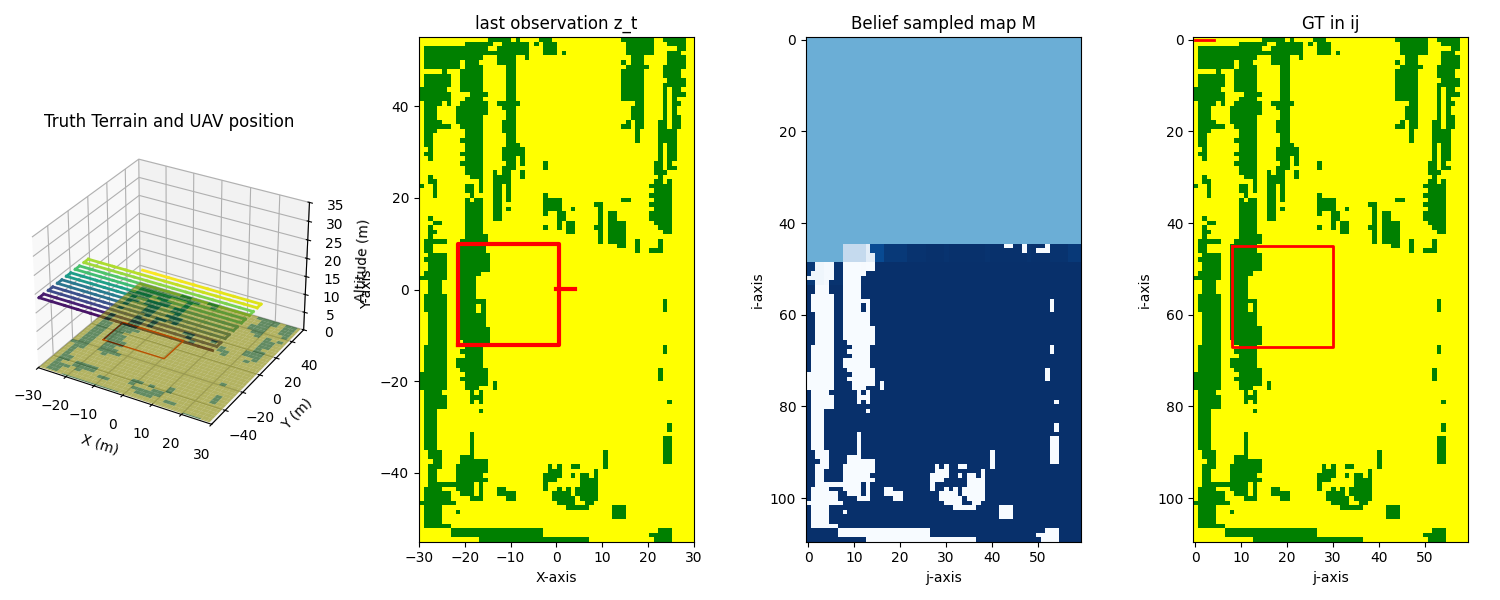 Truth Terrain and UAV position
35
30
25
20
15
10
5
0
Altitude (m)
−30
−20
−10
0
10
20
30
X (m)
−40
−20
0
20
40
Y (m)
last observation z_t
40
20
0
−20
−40
Y-axis
−30 −20 −10 0 10 20 30
X-axis
Belief sampled map M
0
20
40
60
80
100
i-axis
0 10 20 30 40 50
j-axis
GT in ij
0
20
40
60
80
100
i-axis
0 10 20 30 40 50
j-axis